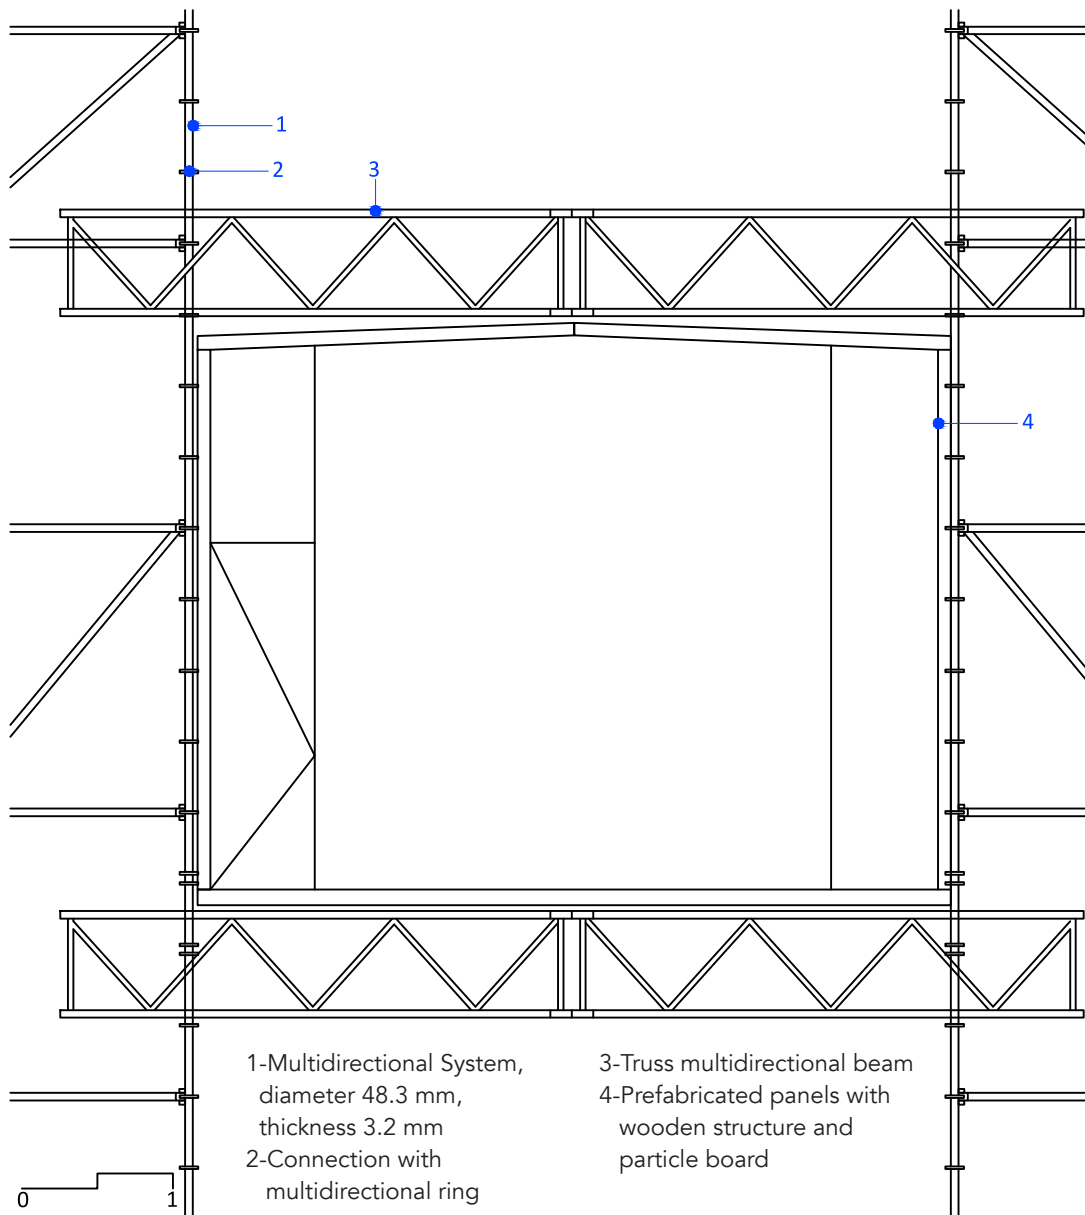 1
2
3
4
1-Multidirectional System,
diameter 48.3 mm,
thickness 3.2 mm
2-Connection with
multidirectional ring
3-Truss multidirectional beam
4-Prefabricated panels with
wooden structure and
particle board
0
1